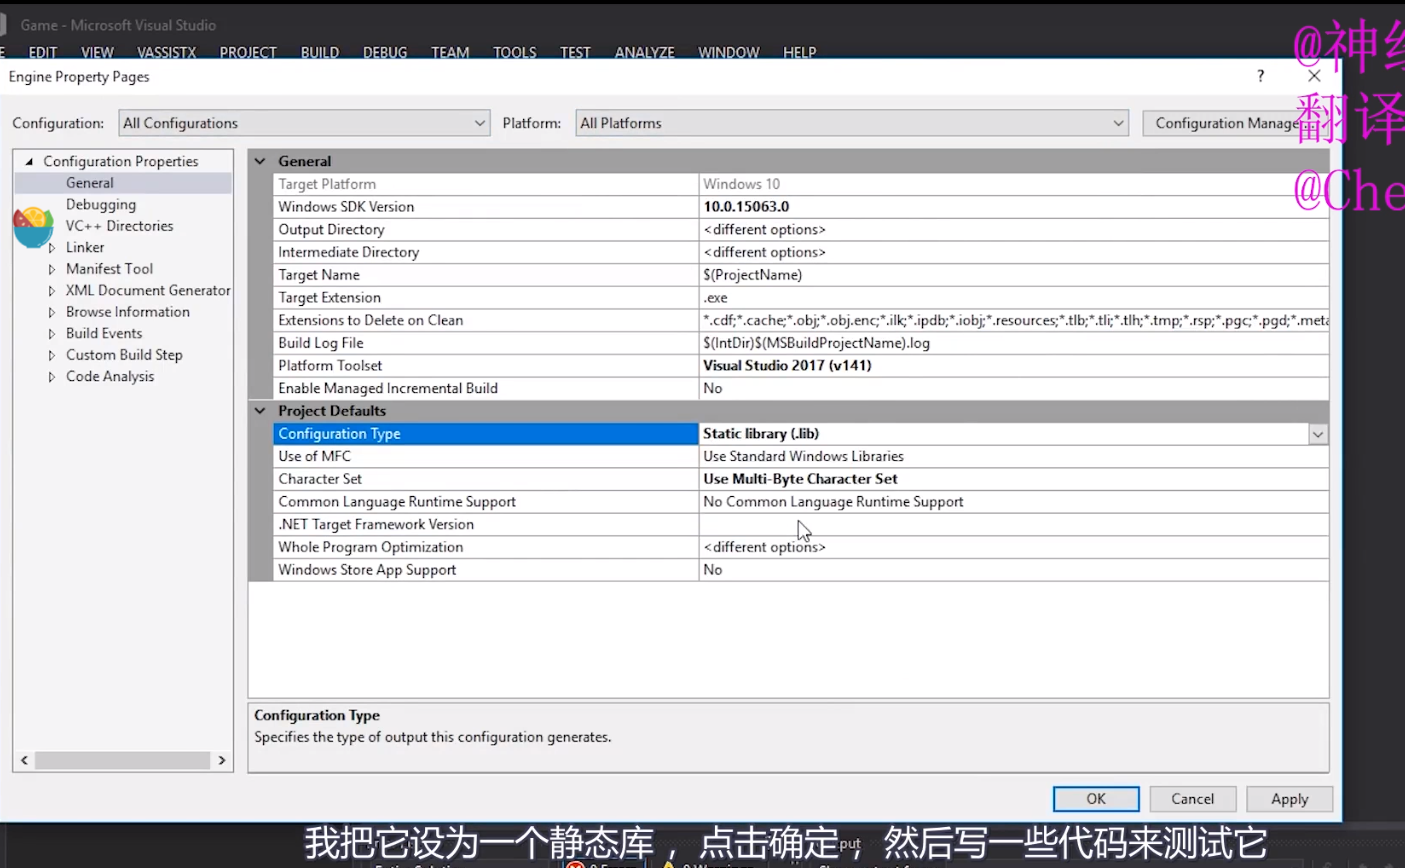 Game - Microsoft Visual Studio
EDIT VIEW VASSISTX PROJECT BUILD DEBUG TEAM TOOLS TEST ANALYZE WINDOW HELP
Engine Property Pages
?
Configuration: All Configurations Platform: All Platforms Configuration Manage
@神
翻译
@Che
Configuration Properties
General
Debugging
VC++ Directories
Linker
Manifest Tool
XML Document Generator
Browse Information
Build Events
Custom Build Step
Code Analysis
General
Target Platform Windows 10
Windows SDK Version 10.0.15063.0
Output Directory <different options>
Intermediate Directory <different options>
Target Name $(ProjectName)
Target Extension .exe
Extensions to Delete on Clean *.cdf;*.cache;*.obj;*.obj.enc;*.ilk;*.ipdb;*.iobj;*.resources;*.tlb;*.tli;*.tlh;*.tmp;*.rsp;*.pgc;*.pgd;*.meta
Build Log File $(IntDir)$(MSBuildProjectName).log
Platform Toolset Visual Studio 2017 (v141)
Enable Managed Incremental Build No
Project Defaults
Configuration Type Static library (.lib)
Use of MFC Use Standard Windows Libraries
Character Set Use Multi-Byte Character Set
Common Language Runtime Support No Common Language Runtime Support
.NET Target Framework Version
Whole Program Optimization <different options>
Windows Store App Support No
Configuration Type
Specifies the type of output this configuration generates.
OK Cancel Apply
我把它设为一个静态库，点击确定，然后写一些代码来测试它